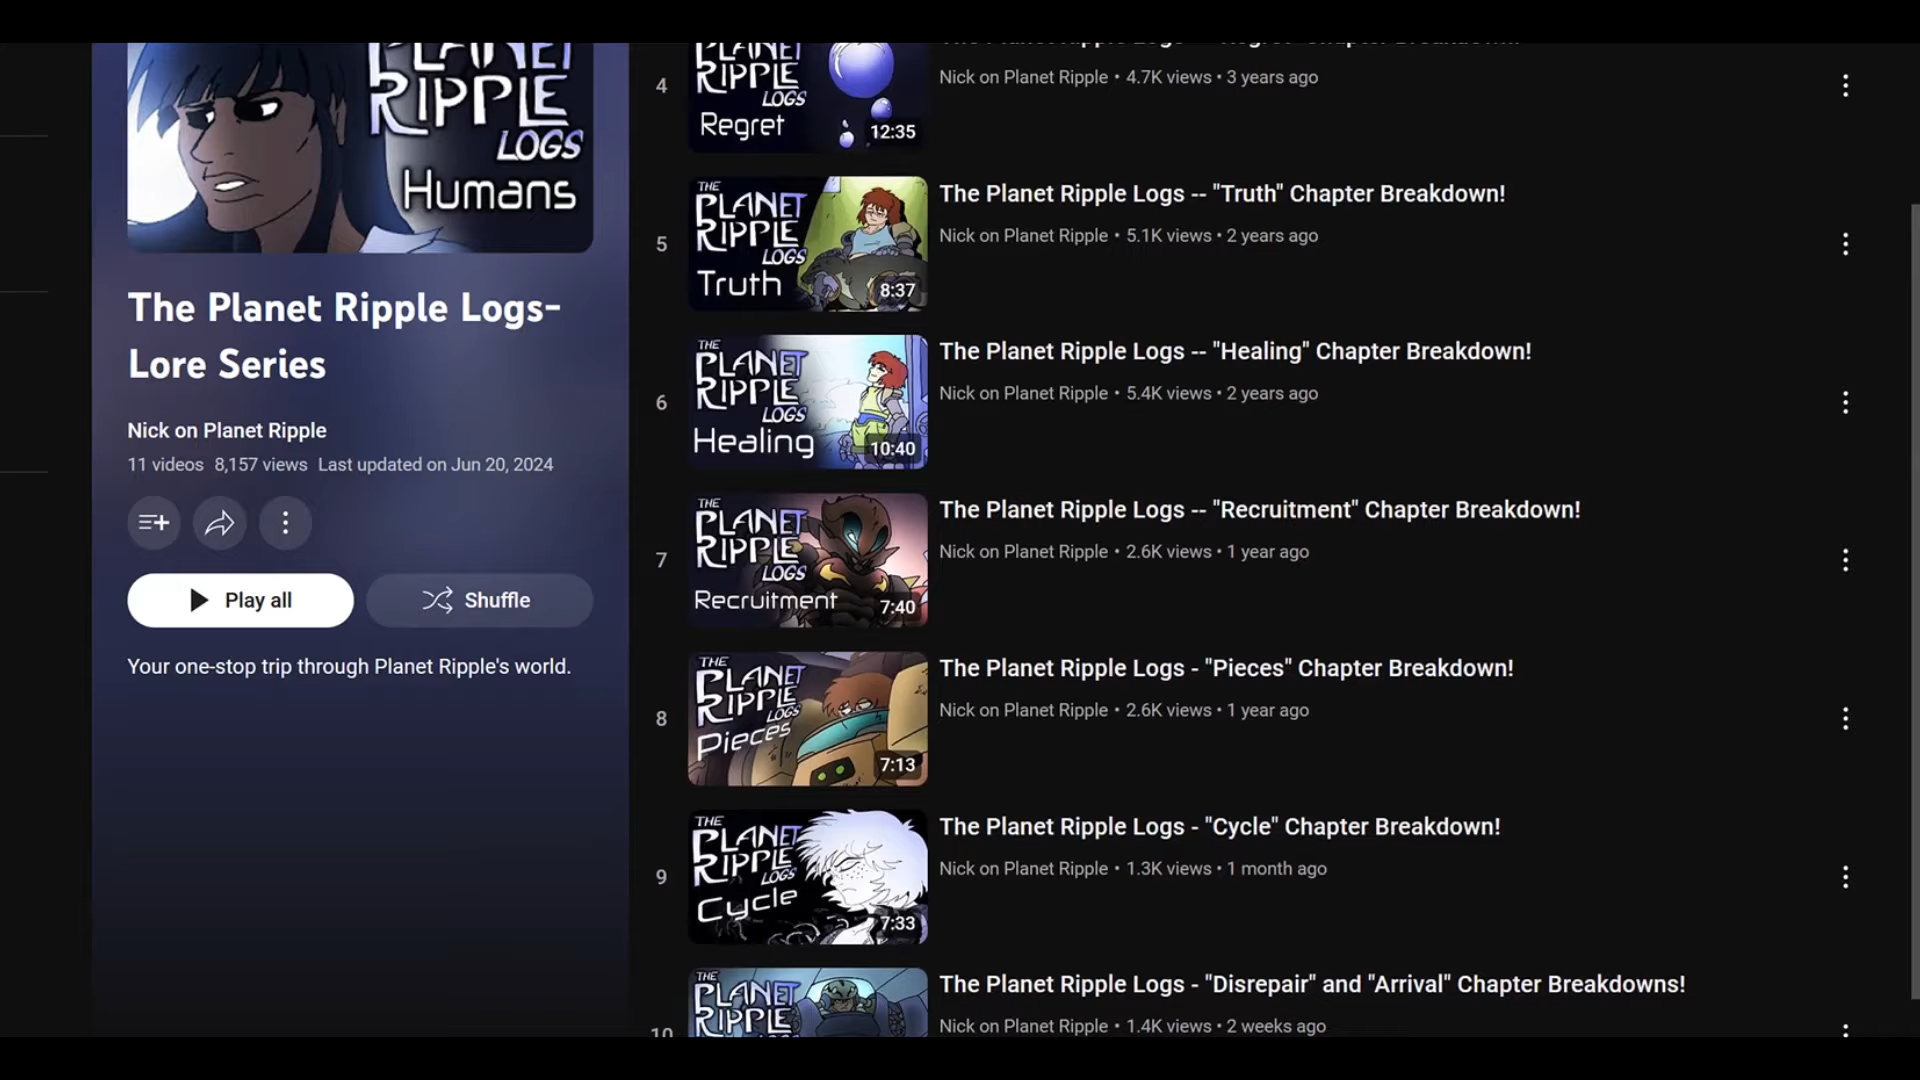 PLANET
RIPPLE
LOGS
Humans
The Planet Ripple Logs-
Lore Series
Nick on Planet Ripple
11 videos 8,157 views Last updated on Jun 20, 2024
Play all
Shuffle
Your one-stop trip through Planet Ripple's world.
4
PLANET
RIPPLE
LOGS
Regret
12:35
The Planet Ripple Logs -- "Regret" Chapter Breakdown!
Nick on Planet Ripple • 4.7K views • 3 years ago
5
THE
PLANET
RIPPLE
LOGS
Truth
8:37
The Planet Ripple Logs -- "Truth" Chapter Breakdown!
Nick on Planet Ripple • 5.1K views • 2 years ago
6
THE
PLANET
RIPPLE
LOGS
Healing
10:40
The Planet Ripple Logs -- "Healing" Chapter Breakdown!
Nick on Planet Ripple • 5.4K views • 2 years ago
7
THE
PLANET
RIPPLE
LOGS
Recruitment
7:40
The Planet Ripple Logs -- "Recruitment" Chapter Breakdown!
Nick on Planet Ripple • 2.6K views • 1 year ago
8
THE
PLANET
RIPPLE
LOGS
Pieces
7:13
The Planet Ripple Logs - "Pieces" Chapter Breakdown!
Nick on Planet Ripple • 2.6K views • 1 year ago
9
THE
PLANET
RIPPLE
LOGS
Cycle
7:33
The Planet Ripple Logs - "Cycle" Chapter Breakdown!
Nick on Planet Ripple • 1.3K views • 1 month ago
10
THE
PLANET
RIPPLE
The Planet Ripple Logs - "Disrepair" and "Arrival" Chapter Breakdowns!
Nick on Planet Ripple • 1.4K views • 2 weeks ago